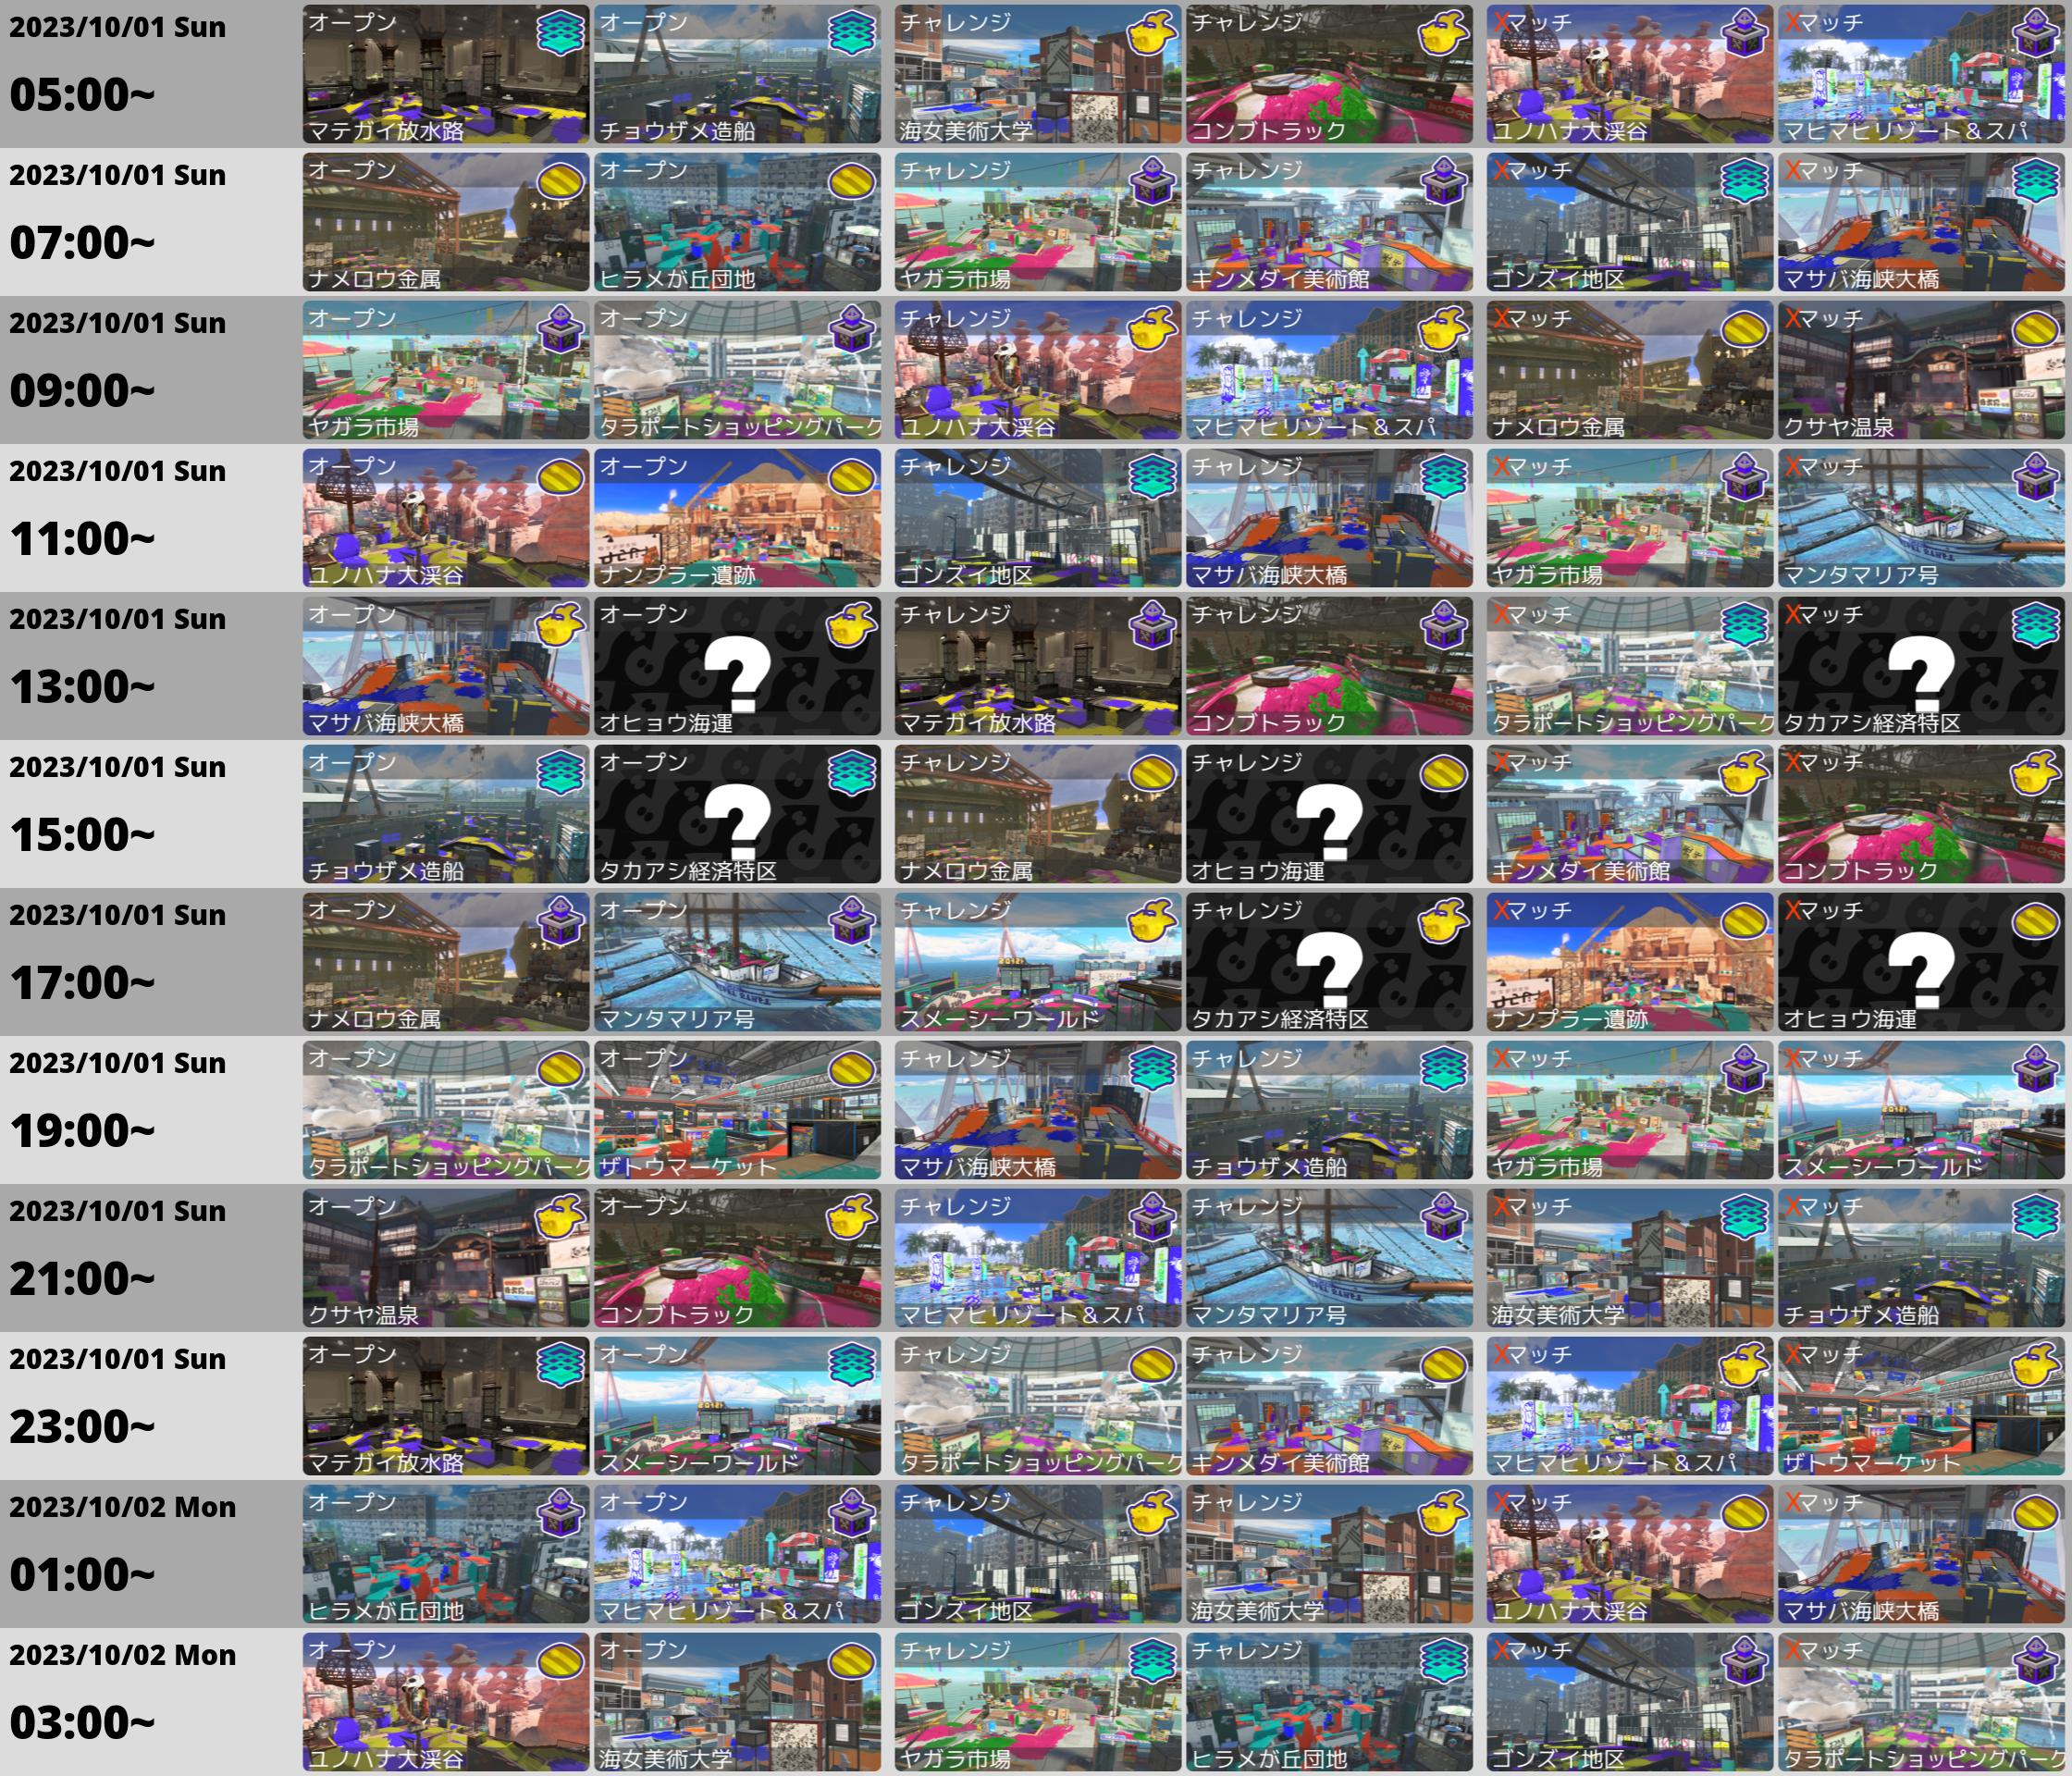 2023/10/01 Sun
05:00~
オープン
マテガイ放水路
オープン
チョウザメ造船
チャレンジ
海女美術大学
チャレンジ
コンブトラック
Xマッチ
ユノハナ大渓谷
Xマッチ
マヒマヒリゾート&スパ
2023/10/01 Sun
07:00~
オープン
ナメロウ金属
オープン
ヒラメが丘団地
チャレンジ
ヤガラ市場
チャレンジ
キンメダイ美術館
Xマッチ
ゴンズイ地区
Xマッチ
マサバ海峡大橋
2023/10/01 Sun
09:00~
オープン
ヤガラ市場
オープン
タラポートショッピングパーク
チャレンジ
ユノハナ大渓谷
チャレンジ
マヒマヒリゾート&スパ
Xマッチ
ナメロウ金属
Xマッチ
クサヤ温泉
2023/10/01 Sun
11:00~
オープン
ユノハナ大渓谷
オープン
ナンプラー遺跡
チャレンジ
ゴンズイ地区
チャレンジ
マサバ海峡大橋
Xマッチ
ヤガラ市場
Xマッチ
マンタマリア号
2023/10/01 Sun
13:00~
オープン
マサバ海峡大橋
オープン
?
オヒョウ海運
チャレンジ
マテガイ放水路
チャレンジ
コンブトラック
Xマッチ
タラポートショッピングパーク
Xマッチ
?
タカアシ経済特区
2023/10/01 Sun
15:00~
オープン
チョウザメ造船
オープン
?
タカアシ経済特区
チャレンジ
ナメロウ金属
チャレンジ
?
オヒョウ海運
Xマッチ
キンメダイ美術館
Xマッチ
コンブトラック
2023/10/01 Sun
17:00~
オープン
ナメロウ金属
オープン
マンタマリア号
チャレンジ
スメーシーワールド
チャレンジ
?
タカアシ経済特区
Xマッチ
ナンプラー遺跡
Xマッチ
?
オヒョウ海運
2023/10/01 Sun
19:00~
オープン
タラポートショッピングパーク
オープン
ザトウマーケット
チャレンジ
マサバ海峡大橋
チャレンジ
チョウザメ造船
Xマッチ
ヤガラ市場
Xマッチ
スメーシーワールド
2023/10/01 Sun
21:00~
オープン
クサヤ温泉
オープン
コンブトラック
チャレンジ
マヒマヒリゾート&スパ
チャレンジ
マンタマリア号
Xマッチ
海女美術大学
Xマッチ
チョウザメ造船
2023/10/01 Sun
23:00~
オープン
マテガイ放水路
オープン
スメーシーワールド
チャレンジ
タラポートショッピングパーク
チャレンジ
キンメダイ美術館
Xマッチ
マヒマヒリゾート&スパ
Xマッチ
ザトウマーケット
2023/10/02 Mon
01:00~
オープン
ヒラメが丘団地
オープン
マヒマヒリゾート&スパ
チャレンジ
ゴンズイ地区
チャレンジ
海女美術大学
Xマッチ
ユノハナ大渓谷
Xマッチ
マサバ海峡大橋
2023/10/02 Mon
03:00~
オープン
ユノハナ大渓谷
オープン
海女美術大学
チャレンジ
ヤガラ市場
チャレンジ
ヒラメが丘団地
Xマッチ
ゴンズイ地区
Xマッチ
タラポートショッピングパーク